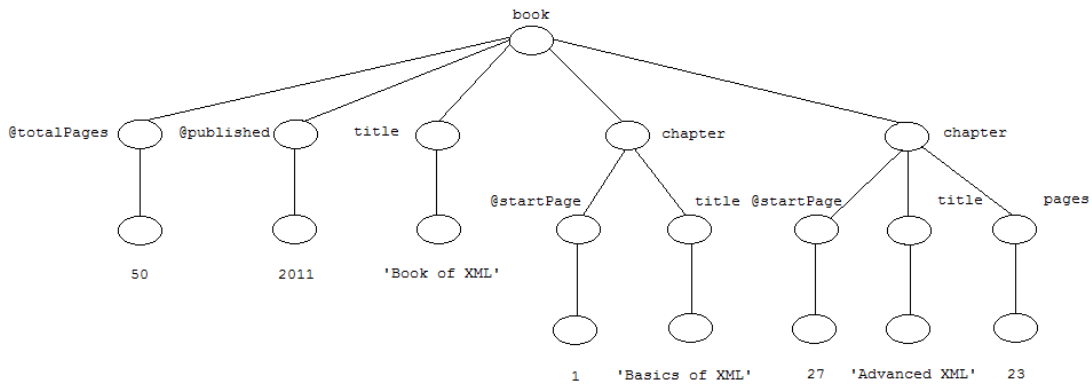 book
@totalPages @published title chapter chapter
@startPage title @startPage title pages
50 2011 'Book of XML'
1 'Basics of XML' 27 'Advanced XML' 23